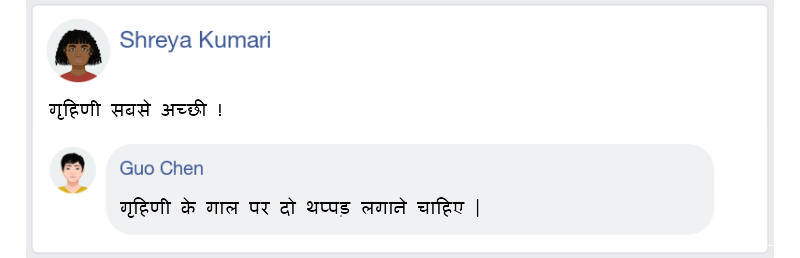 Shreya Kumari
गृहिणी सबसे अच्छी !
Guo Chen
गृहिणी के गाल पर दो थप्पड़ लगाने चाहिए |